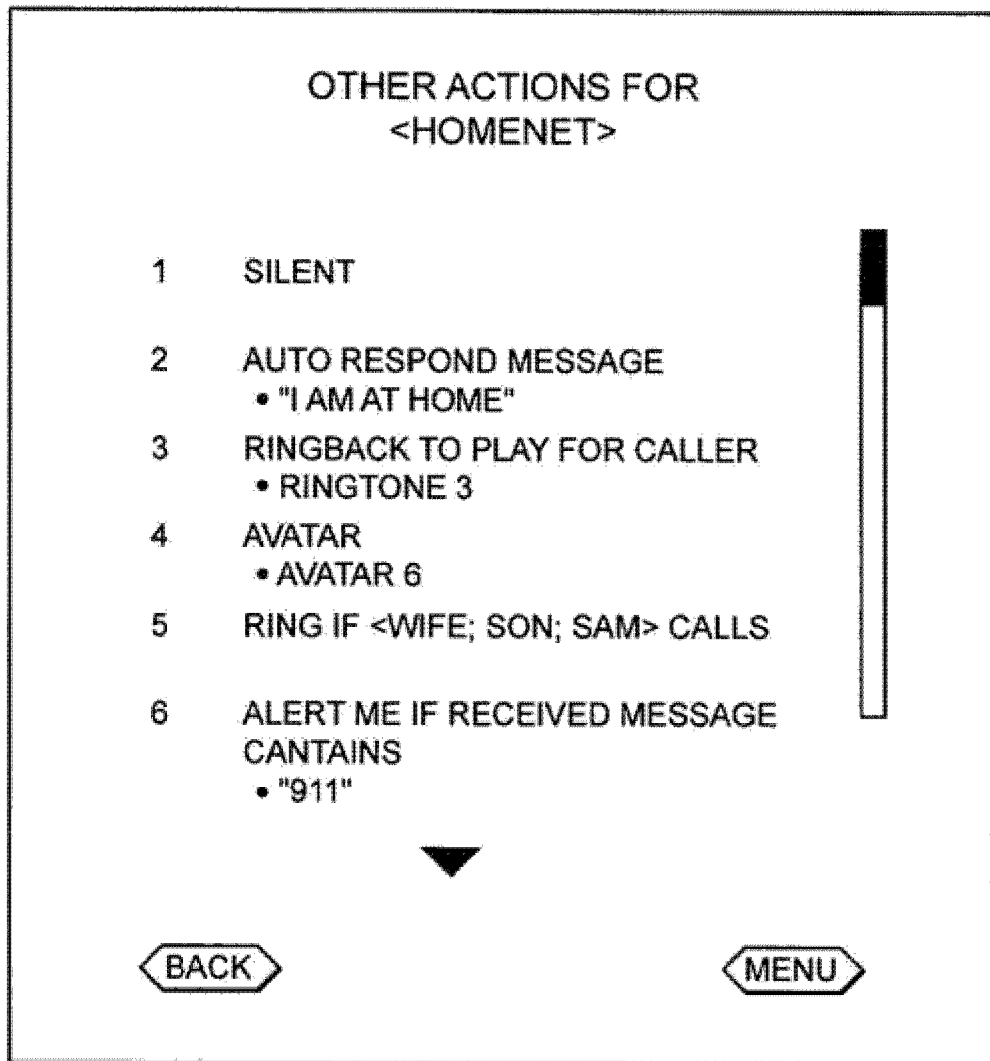 OTHER ACTIONS FOR
<HOMENET>
1 SILENT
2 AUTO RESPOND MESSAGE
• "I AM AT HOME"
3 RINGBACK TO PLAY FOR CALLER
• RINGTONE 3
4 AVATAR
• AVATAR 6
5 RING IF <WIFE; SON; SAM> CALLS
6 ALERT ME IF RECEIVED MESSAGE
CANTAINS
• "911"
BACK MENU